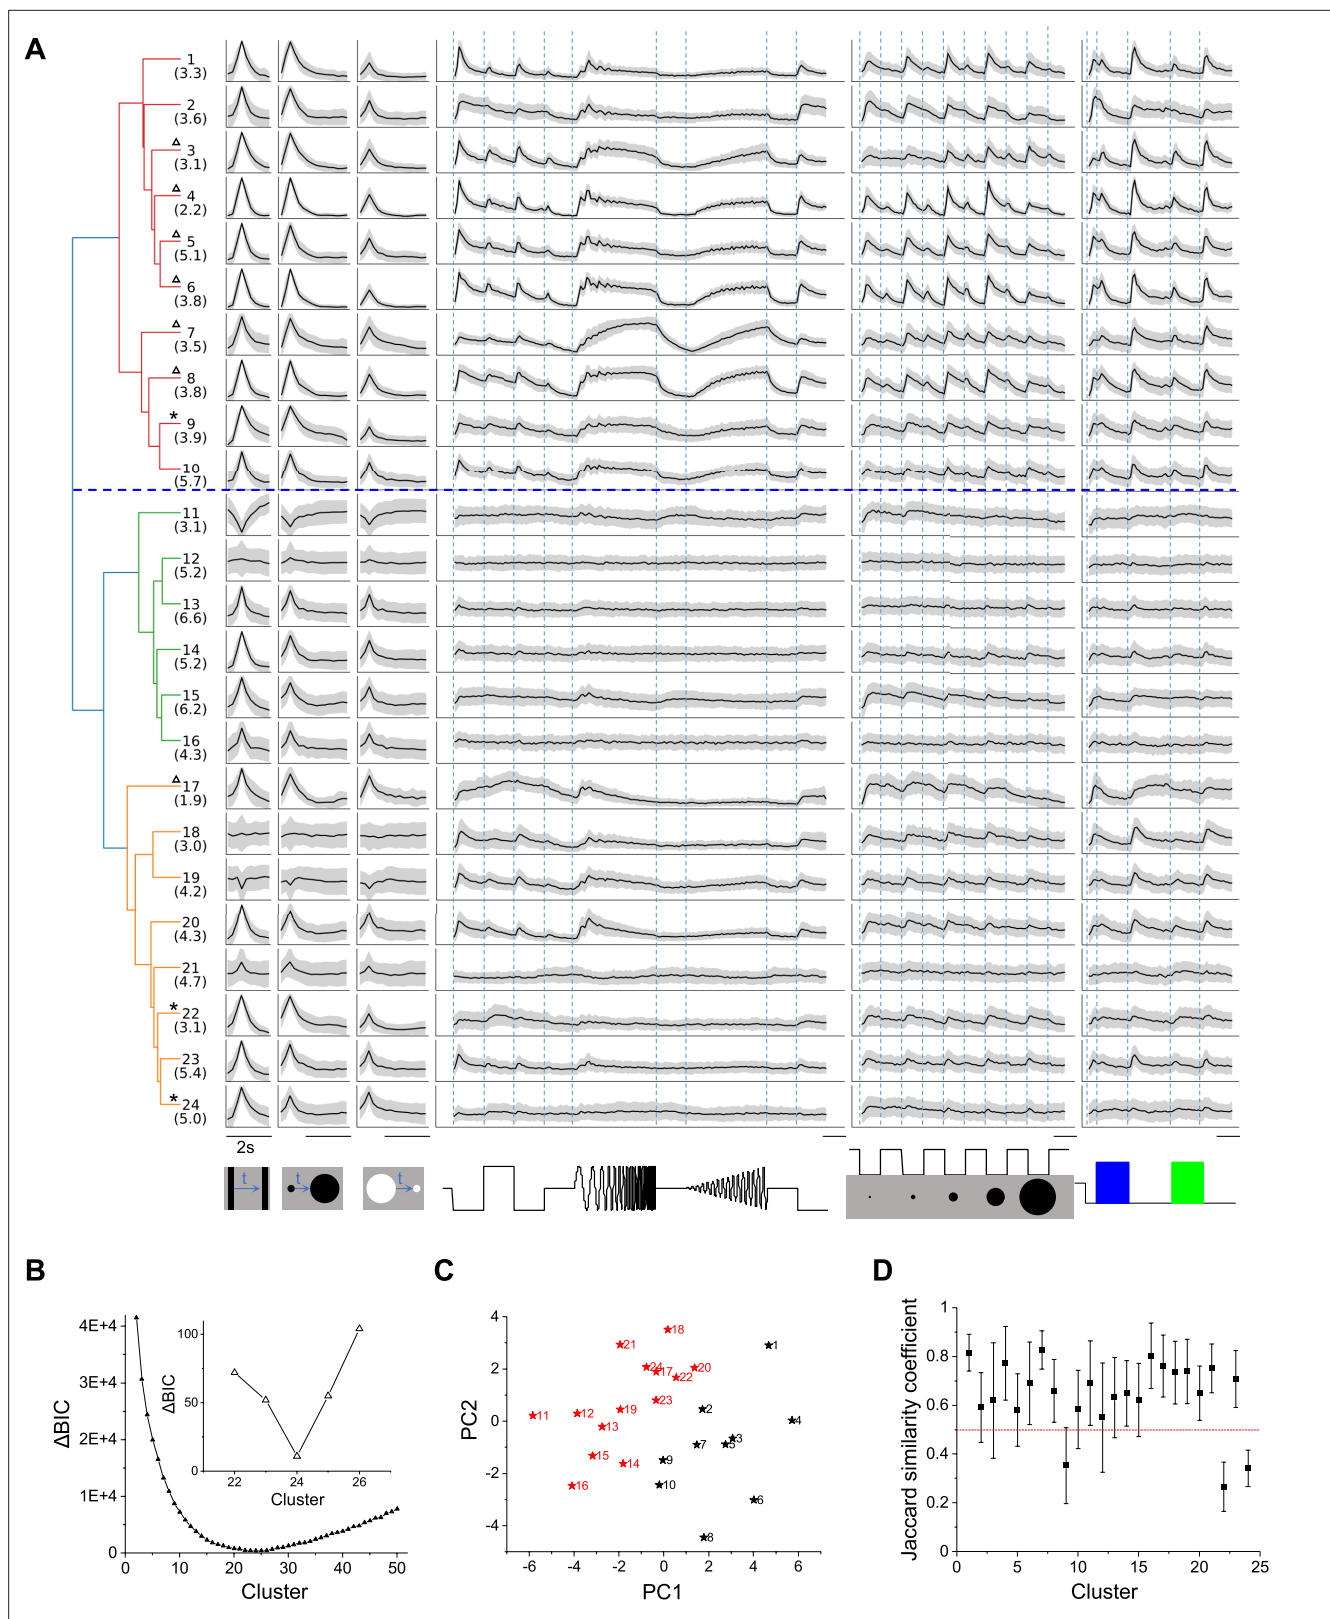 A
1
(3.3)
2
(3.6)
Δ 3
(3.1)
Δ 4
(2.2)
Δ 5
(5.1)
Δ 6
(3.8)
Δ 7
(3.5)
Δ 8
(3.8)
* 9
(3.9)
10
(5.7)
11
(3.1)
12
(5.2)
13
(6.6)
14
(5.2)
15
(6.2)
16
(4.3)
Δ 17
(1.9)
18
(3.0)
19
(4.2)
20
(4.3)
21
(4.7)
* 22
(3.1)
23
(5.4)
* 24
(5.0)
2s
t t t
B
4E+4
3E+4
2E+4
1E+4
0
ΔBIC
0 10 20 30 40 50
Cluster
100
50
0
ΔBIC
22 24 26
Cluster
C
4
2
0
-2
-4
PC2
-6 -4 -2 0 2 4 6
PC1
18
21
1
24
17
20
22
23
2
11
12
19
13
4
3
7
5
15
14
9
16
10
6
8
D
1
0.8
0.6
0.4
0.2
0
Jaccard similarity coefficient
0 5 10 15 20 25
Cluster